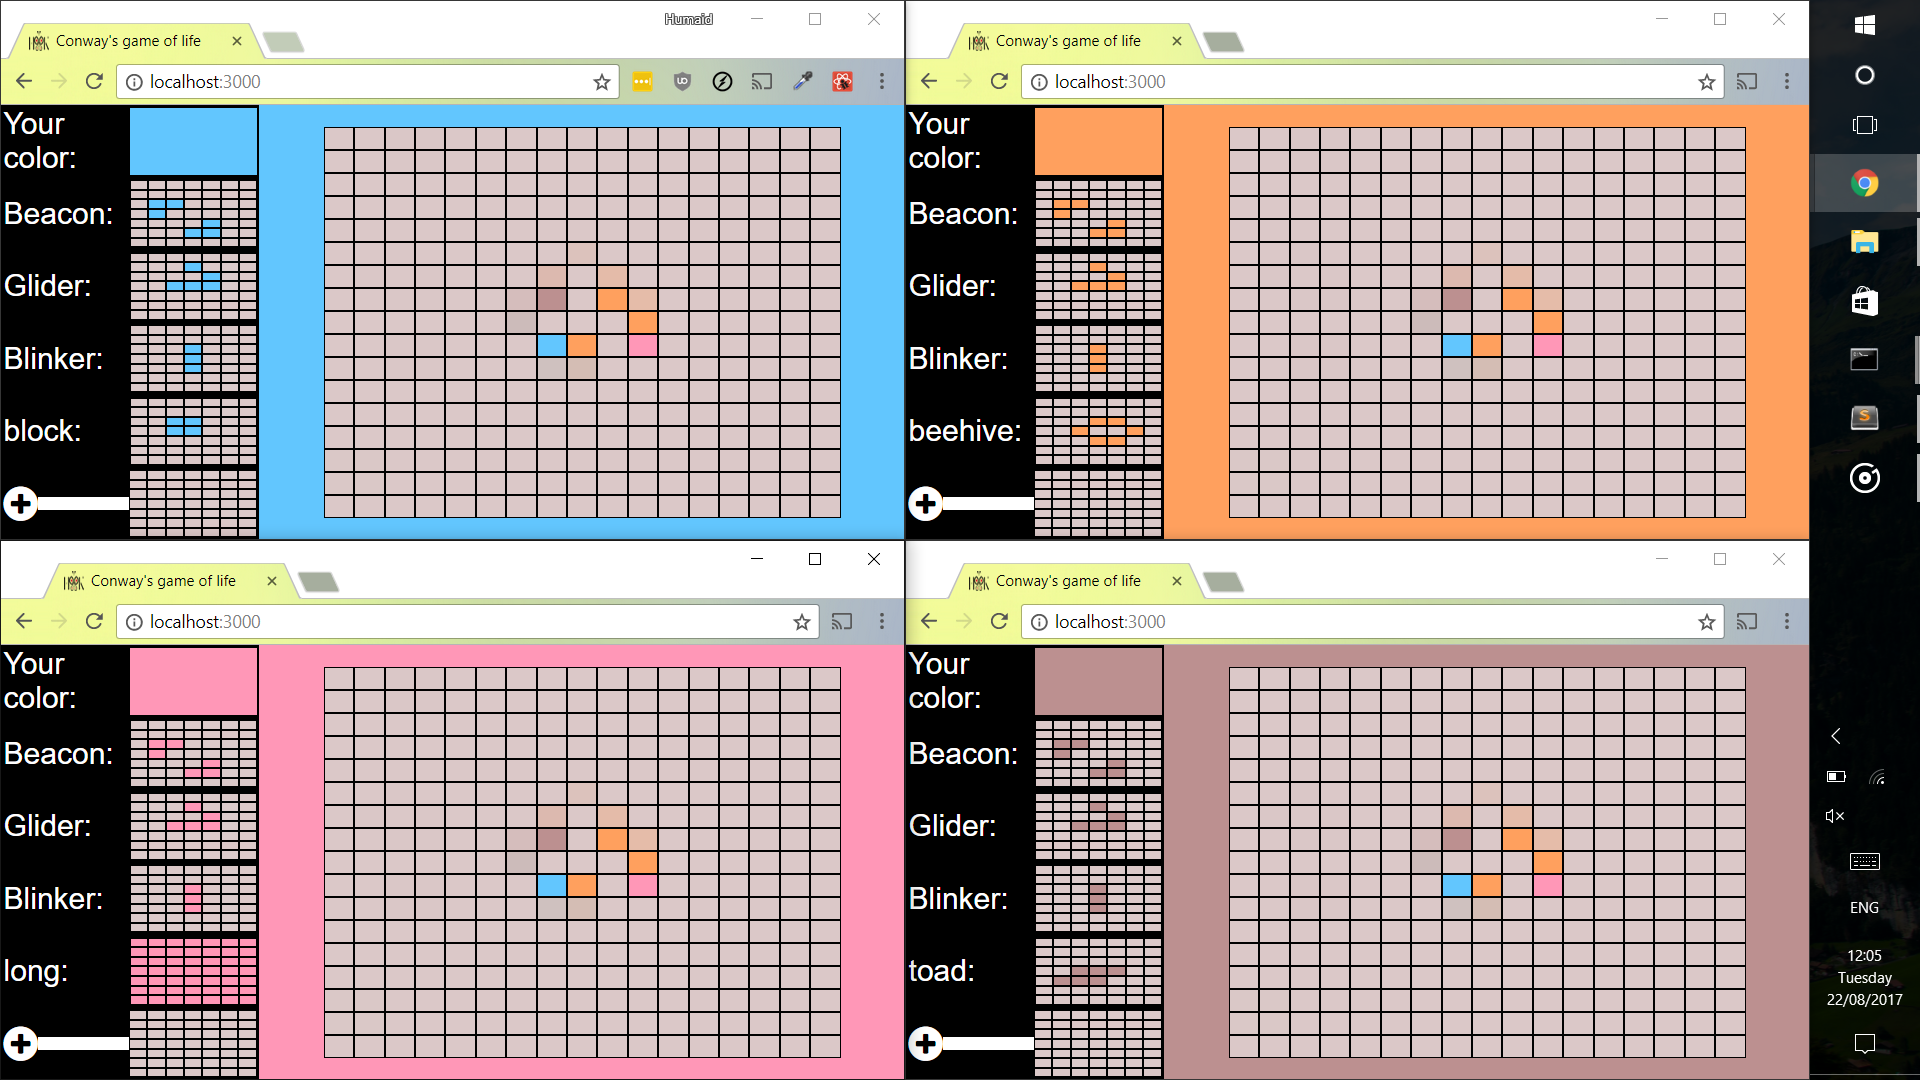 Humaid
Conway's game of life
localhost:3000
Your
color:
Beacon:
Glider:
Blinker:
block:
Conway's game of life
localhost:3000
Your
color:
Beacon:
Glider:
Blinker:
beehive:
Conway's game of life
localhost:3000
Your
color:
Beacon:
Glider:
Blinker:
long:
Conway's game of life
localhost:3000
Your
color:
Beacon:
Glider:
Blinker:
toad:
ENG
12:05
Tuesday
22/08/2017